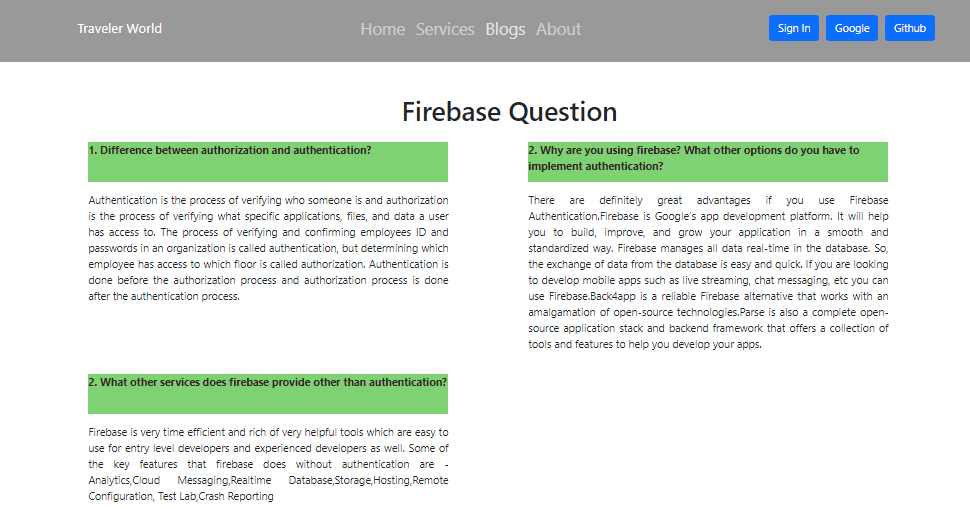 Traveler World
Home Services Blogs About
Sign In Google Github
Firebase Question
1. Difference between authorization and authentication?
Authentication is the process of verifying who someone is and authorization
is the process of verifying what specific applications, files, and data a user
has access to. The process of verifying and confirming employees ID and
passwords in an organization is called authentication, but determining which
employee has access to which floor is called authorization. Authentication is
done before the authorization process and authorization process is done
after the authentication process.
2. Why are you using firebase? What other options do you have to
implement authentication?
There are definitely great advantages if you use Firebase
Authentication.Firebase is Google's app development platform. It will help
you to build, improve, and grow your application in a smooth and
standardized way. Firebase manages all data real-time in the database. So,
the exchange of data from the database is easy and quick. If you are looking
to develop mobile apps such as live streaming, chat messaging, etc you can
use Firebase.Back4app is a reliable Firebase alternative that works with an
amalgamation of open-source technologies.Parse is also a complete open-
source application stack and backend framework that offers a collection of
tools and features to help you develop your apps.
2. What other services does firebase provide other than authentication?
Firebase is very time efficient and rich of very helpful tools which are easy to
use for entry level developers and experienced developers as well. Some of
the key features that firebase does without authentication are -
Analytics,Cloud Messaging,Realtime Database,Storage,Hosting,Remote
Configuration, Test Lab,Crash Reporting